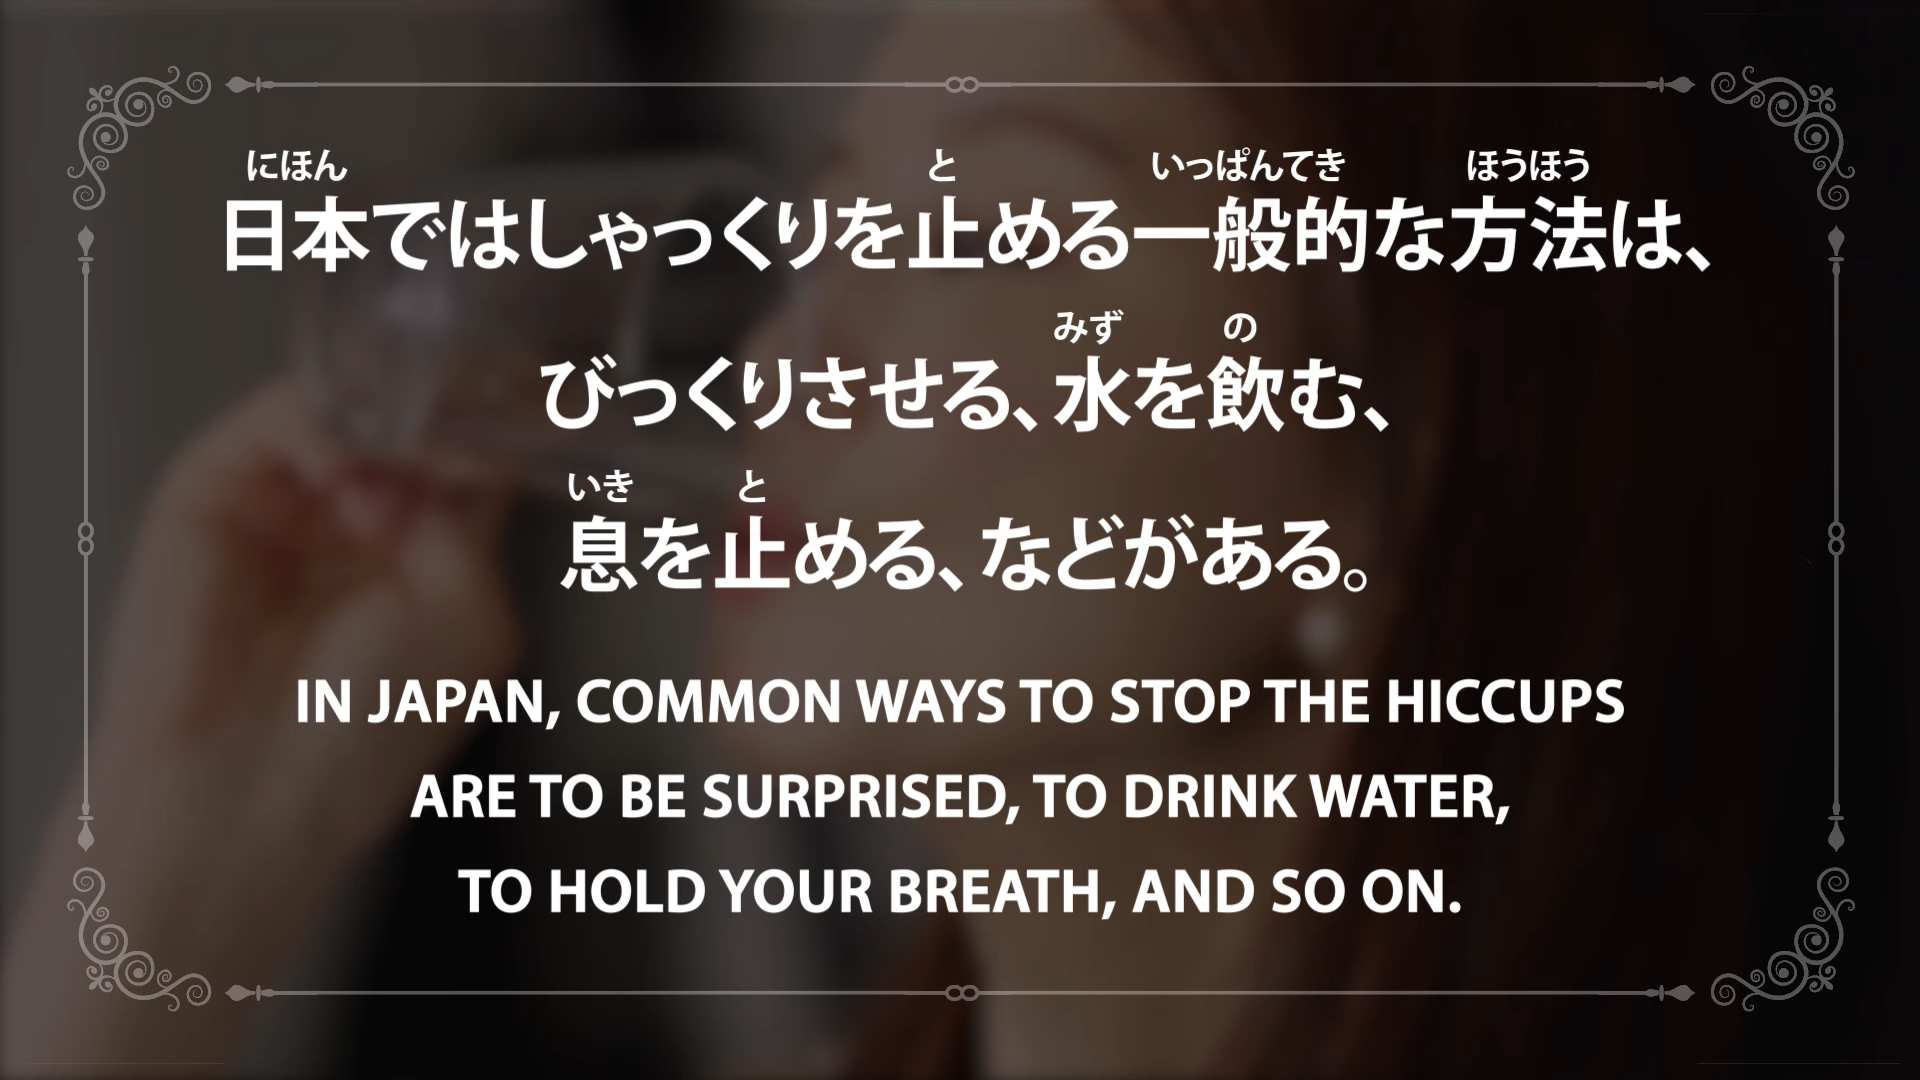 にほん と いっぱんてき ほうほう
日本ではしゃっくりを止める一般的な方法は、
みず の
びっくりさせる、水を飲む、
いき と
息を止める、などがある。
IN JAPAN, COMMON WAYS TO STOP THE HICCUPS
ARE TO BE SURPRISED, TO DRINK WATER,
TO HOLD YOUR BREATH, AND SO ON.